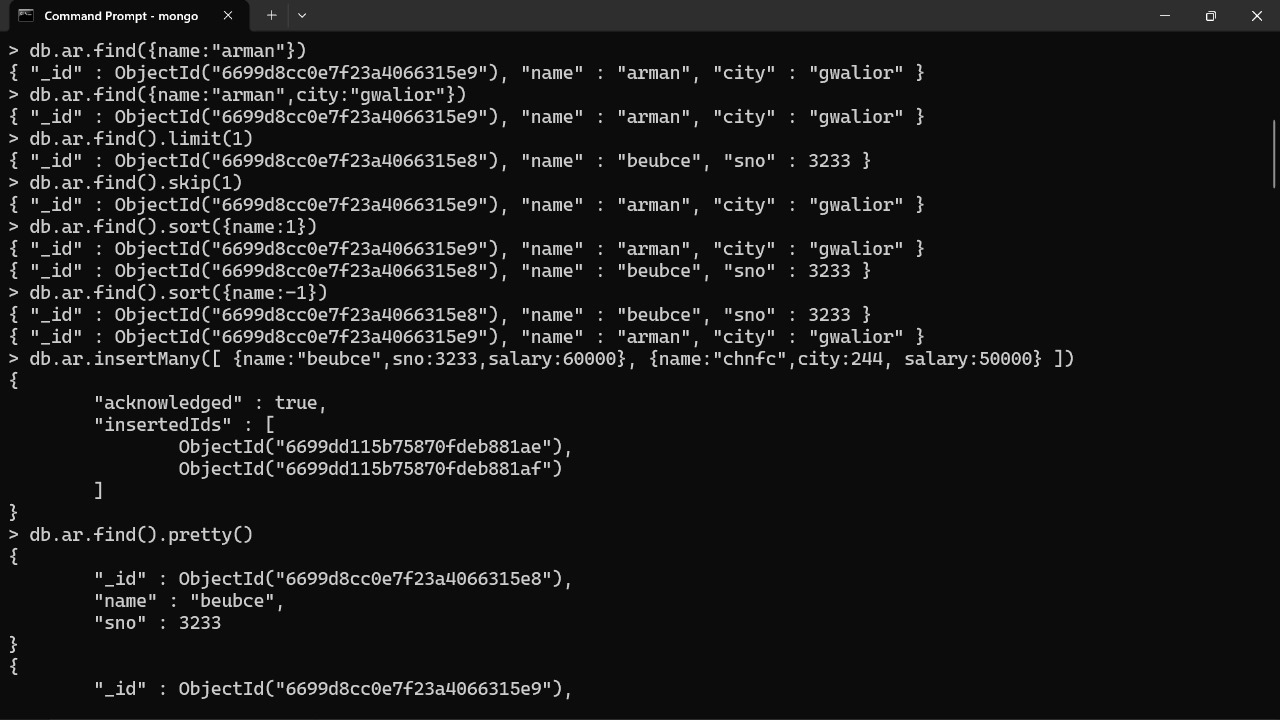 Command Prompt - mongo
> db.ar.find({name:"arman"})
{ "_id" : ObjectId("6699d8cc0e7f23a4066315e9"), "name" : "arman", "city" : "gwalior" }
> db.ar.find({name:"arman",city:"gwalior"})
{ "_id" : ObjectId("6699d8cc0e7f23a4066315e9"), "name" : "arman", "city" : "gwalior" }
> db.ar.find().limit(1)
{ "_id" : ObjectId("6699d8cc0e7f23a4066315e8"), "name" : "beubce", "sno" : 3233 }
> db.ar.find().skip(1)
{ "_id" : ObjectId("6699d8cc0e7f23a4066315e9"), "name" : "arman", "city" : "gwalior" }
> db.ar.find().sort({name:1})
{ "_id" : ObjectId("6699d8cc0e7f23a4066315e9"), "name" : "arman", "city" : "gwalior" }
{ "_id" : ObjectId("6699d8cc0e7f23a4066315e8"), "name" : "beubce", "sno" : 3233 }
> db.ar.find().sort({name:-1})
{ "_id" : ObjectId("6699d8cc0e7f23a4066315e8"), "name" : "beubce", "sno" : 3233 }
{ "_id" : ObjectId("6699d8cc0e7f23a4066315e9"), "name" : "arman", "city" : "gwalior" }
> db.ar.insertMany([ {name:"beubce",sno:3233,salary:60000}, {name:"chnfc",city:244, salary:50000} ])
{
        "acknowledged" : true,
        "insertedIds" : [
                ObjectId("6699dd115b75870fdeb881ae"),
                ObjectId("6699dd115b75870fdeb881af")
        ]
}
> db.ar.find().pretty()
{
        "_id" : ObjectId("6699d8cc0e7f23a4066315e8"),
        "name" : "beubce",
        "sno" : 3233
}
{
        "_id" : ObjectId("6699d8cc0e7f23a4066315e9"),